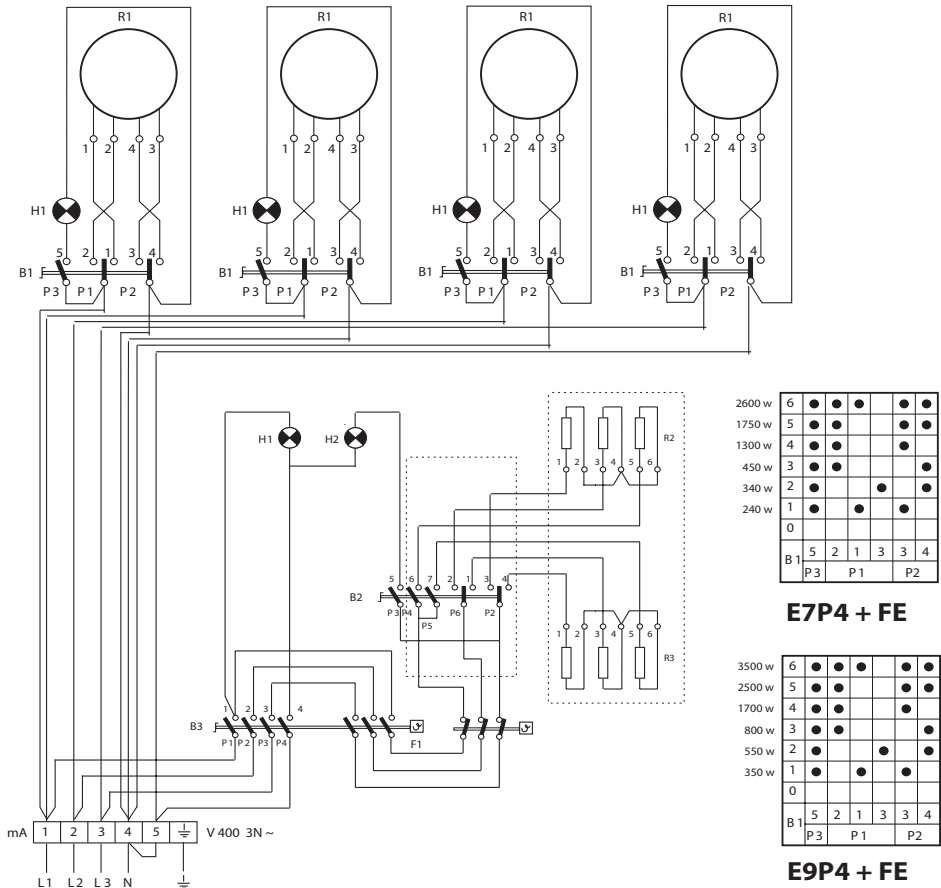 R1 R1 R1 R1
1 2 4 3 1 2 4 3 1 2 4 3 1 2 4 3
H1 H1 H1 H1
5 2 1 3 4 5 2 1 3 4 5 2 1 3 4 5 2 1 3 4
B1 B1 B1 B1
P3 P1 P2 P3 P1 P2 P3 P1 P2 P3 P1 P2
H1 H2
R2
1 2 3 4 5 6
5 6 7 2 1 3 4
B2
P3 P4 P6 P2
P5
1 2 3 4 5 6
R3
1 2 3 4
B3
P1 P2 P3 P4
F1
mA 1 2 3 4 5 V 400 3N ~
L1 L2 L3 N
2600 w 6
1750 w 5
1300 w 4
450 w 3
340 w 2
240 w 1
0
B1 5 2 1 3 3 4
P3 P1 P2
E7P4 + FE
3500 w 6
2500 w 5
1700 w 4
800 w 3
550 w 2
350 w 1
0
B1 5 2 1 3 3 4
P3 P1 P2
E9P4 + FE